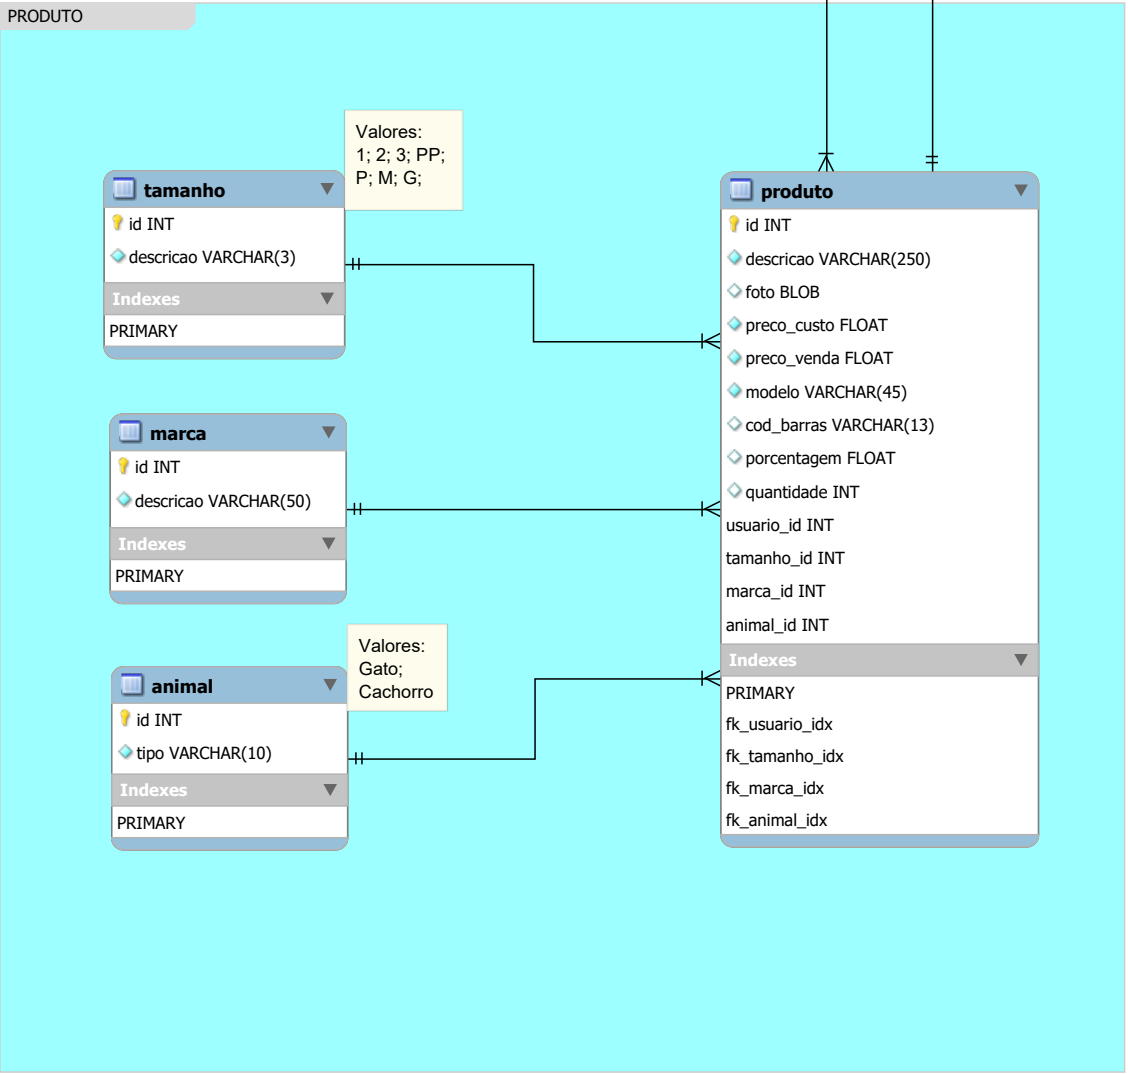 PRODUTO
Valores:
1; 2; 3; PP;
P; M; G;
tamanho
id INT
descricao VARCHAR(3)
Indexes
PRIMARY
marca
id INT
descricao VARCHAR(50)
Indexes
PRIMARY
Valores:
Gato;
Cachorro
animal
id INT
tipo VARCHAR(10)
Indexes
PRIMARY
produto
id INT
descricao VARCHAR(250)
foto BLOB
preco_custo FLOAT
preco_venda FLOAT
modelo VARCHAR(45)
cod_barras VARCHAR(13)
porcentagem FLOAT
quantidade INT
usuario_id INT
tamanho_id INT
marca_id INT
animal_id INT
Indexes
PRIMARY
fk_usuario_idx
fk_tamanho_idx
fk_marca_idx
fk_animal_idx